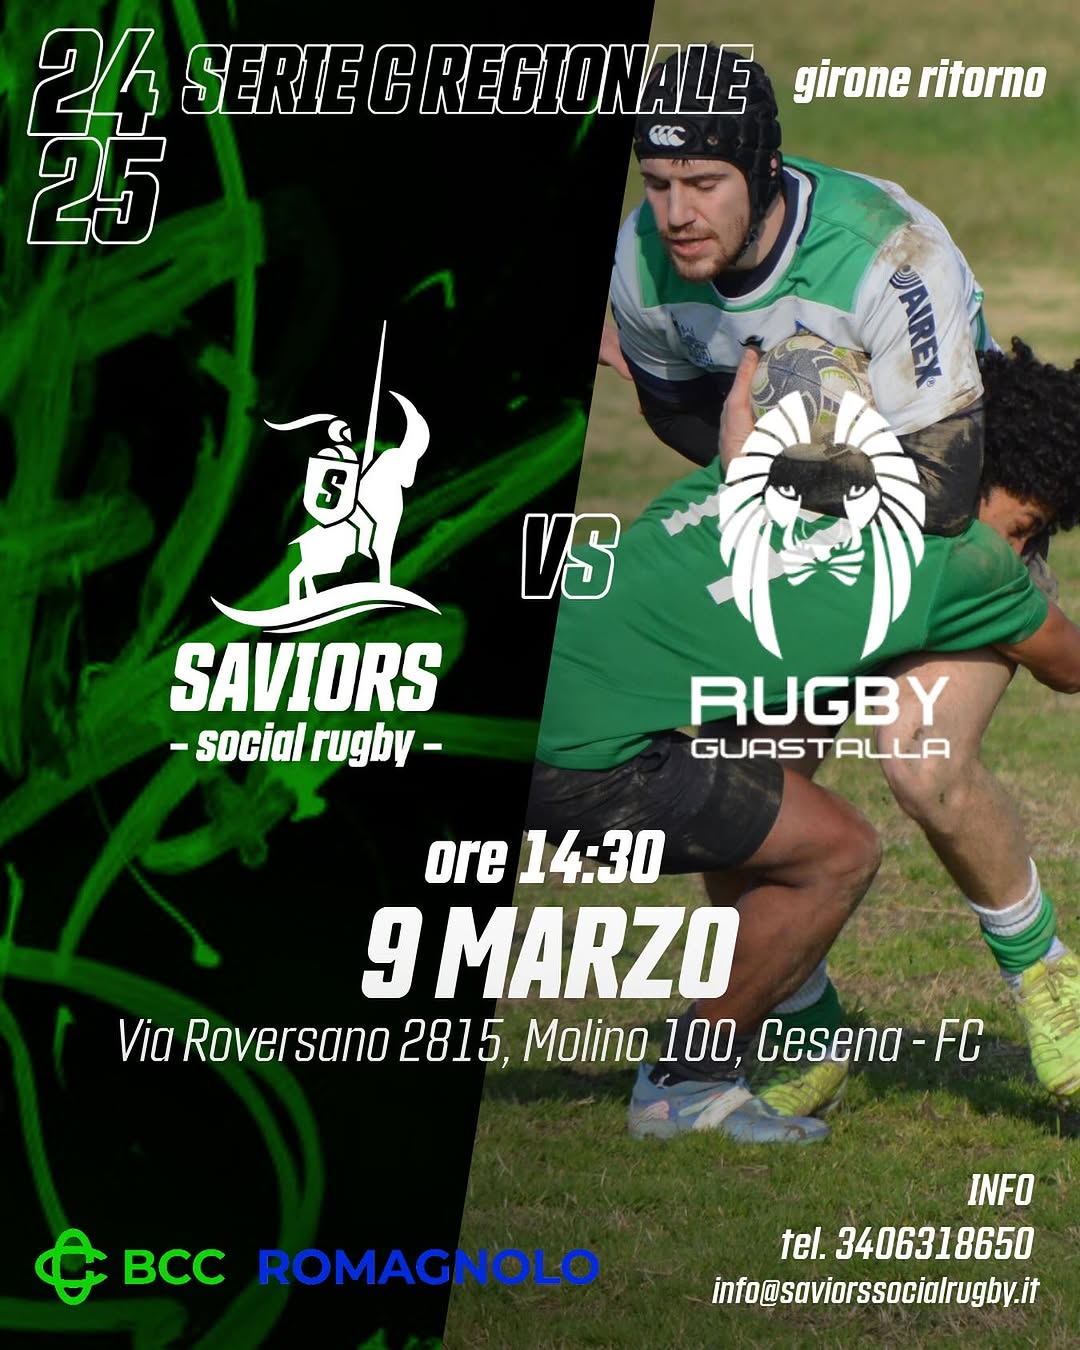 24
25
SERIE C REGIONALE
girone ritorno
CCC
AIREX®
S
VS
SAVIORS
- social rugby -
RUGBY
GUASTALLA
ore 14:30
9 MARZO
Via Roversano 2815, Molino 100, Cesena - FC
INFO
tel. 3406318650
info@saviorssocialrugby.it
BCC ROMAGNOLO